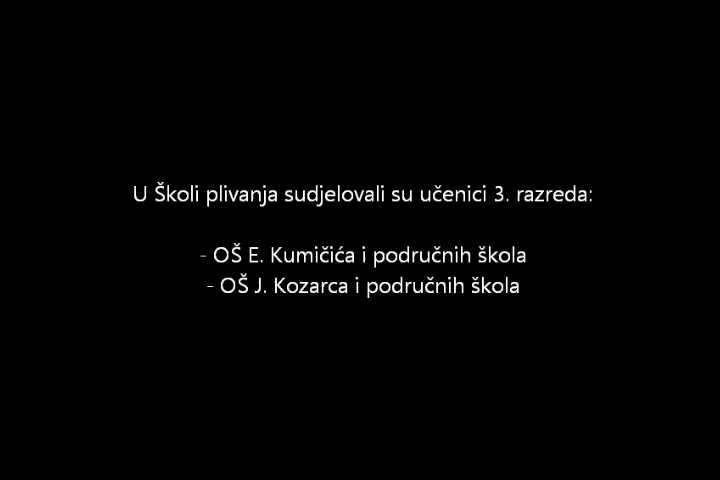 U Školi plivanja sudjelovali su učenici 3. razreda:
- OŠ E. Kumičića i područnih škola
- OŠ J. Kozarca i područnih škola